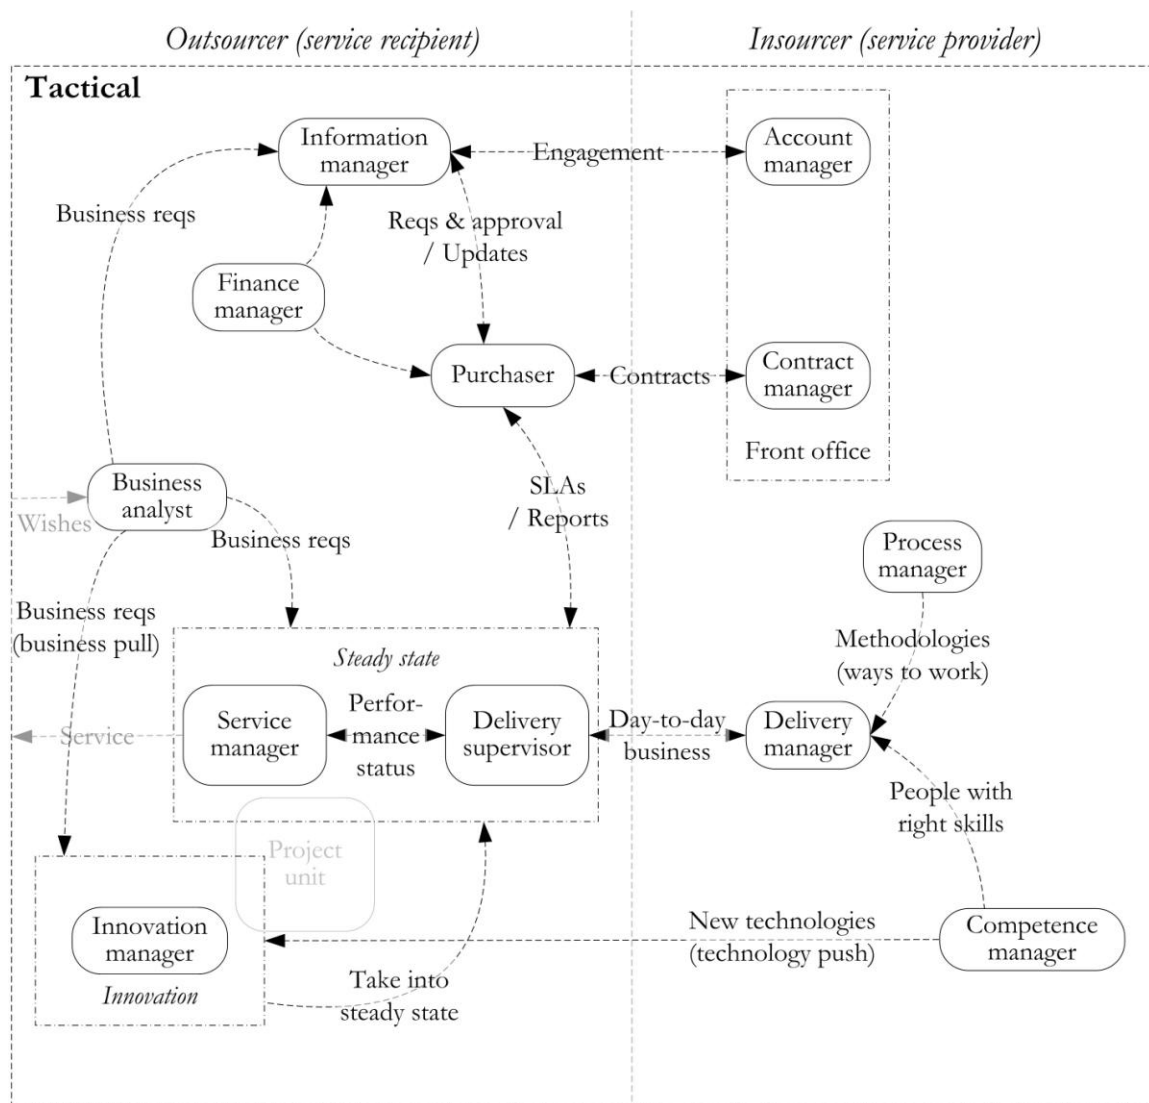 Outsourcer (service recipient)
Insourcer (service provider)
Tactical
Information
manager
Engagement
Account
manager
Business reqs
Reqs & approval
/ Updates
Finance
manager
Purchaser
Contracts
Contract
manager
Front office
Business
analyst
Wishes
Business reqs
SLAs
/ Reports
Process
manager
Business reqs
(business pull)
Methodologies
(ways to work)
Steady state
Service
Service
manager
Perfor-
mance
status
Delivery
supervisor
Day-to-day
business
Delivery
manager
People with
right skills
Project
unit
Innovation
manager
Innovation
New technologies
(technology push)
Competence
manager
Take into
steady state